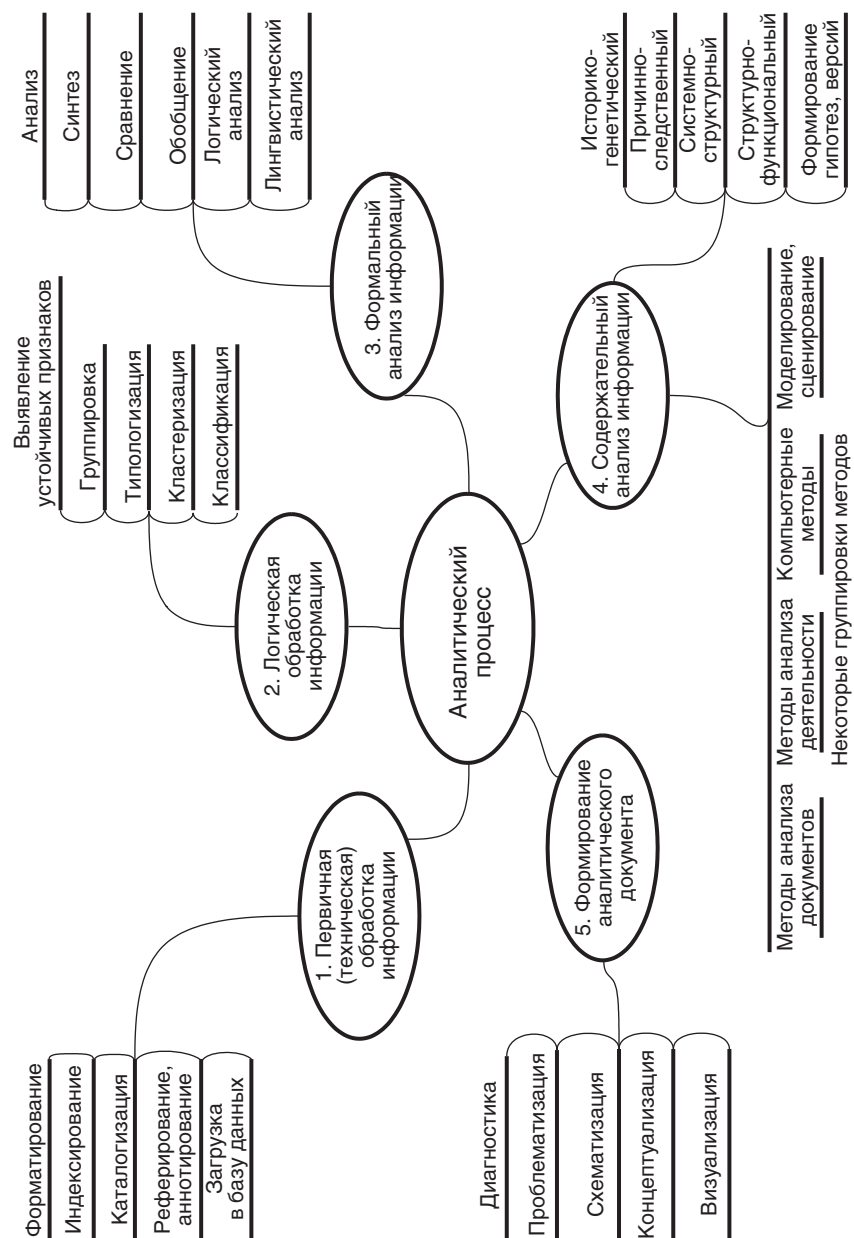 Аналитический
процесс
1. Первичная
(техническая)
обработка
информации
Форматирование
Индексирование
Каталогизация
Реферирование,
аннотирование
Загрузка
в базу данных
2. Логическая
обработка
информации
Выявление
устойчивых признаков
Группировка
Типологизация
Кластеризация
Классификация
3. Формальный
анализ информации
Анализ
Синтез
Сравнение
Обобщение
Логический
анализ
Лингвистический
анализ
4. Содержательный
анализ информации
Историко-
генетический
Причинно-
следственный
Системно-
структурный
Структурно-
функциональный
Формирование
гипотез, версий
Методы анализа
документов
Методы анализа
деятельности
Компьютерные
методы
Моделирование,
сценирование
Некоторые группировки методов
5. Формирование
аналитического
документа
Диагностика
Проблематизация
Схематизация
Концептуализация
Визуализация